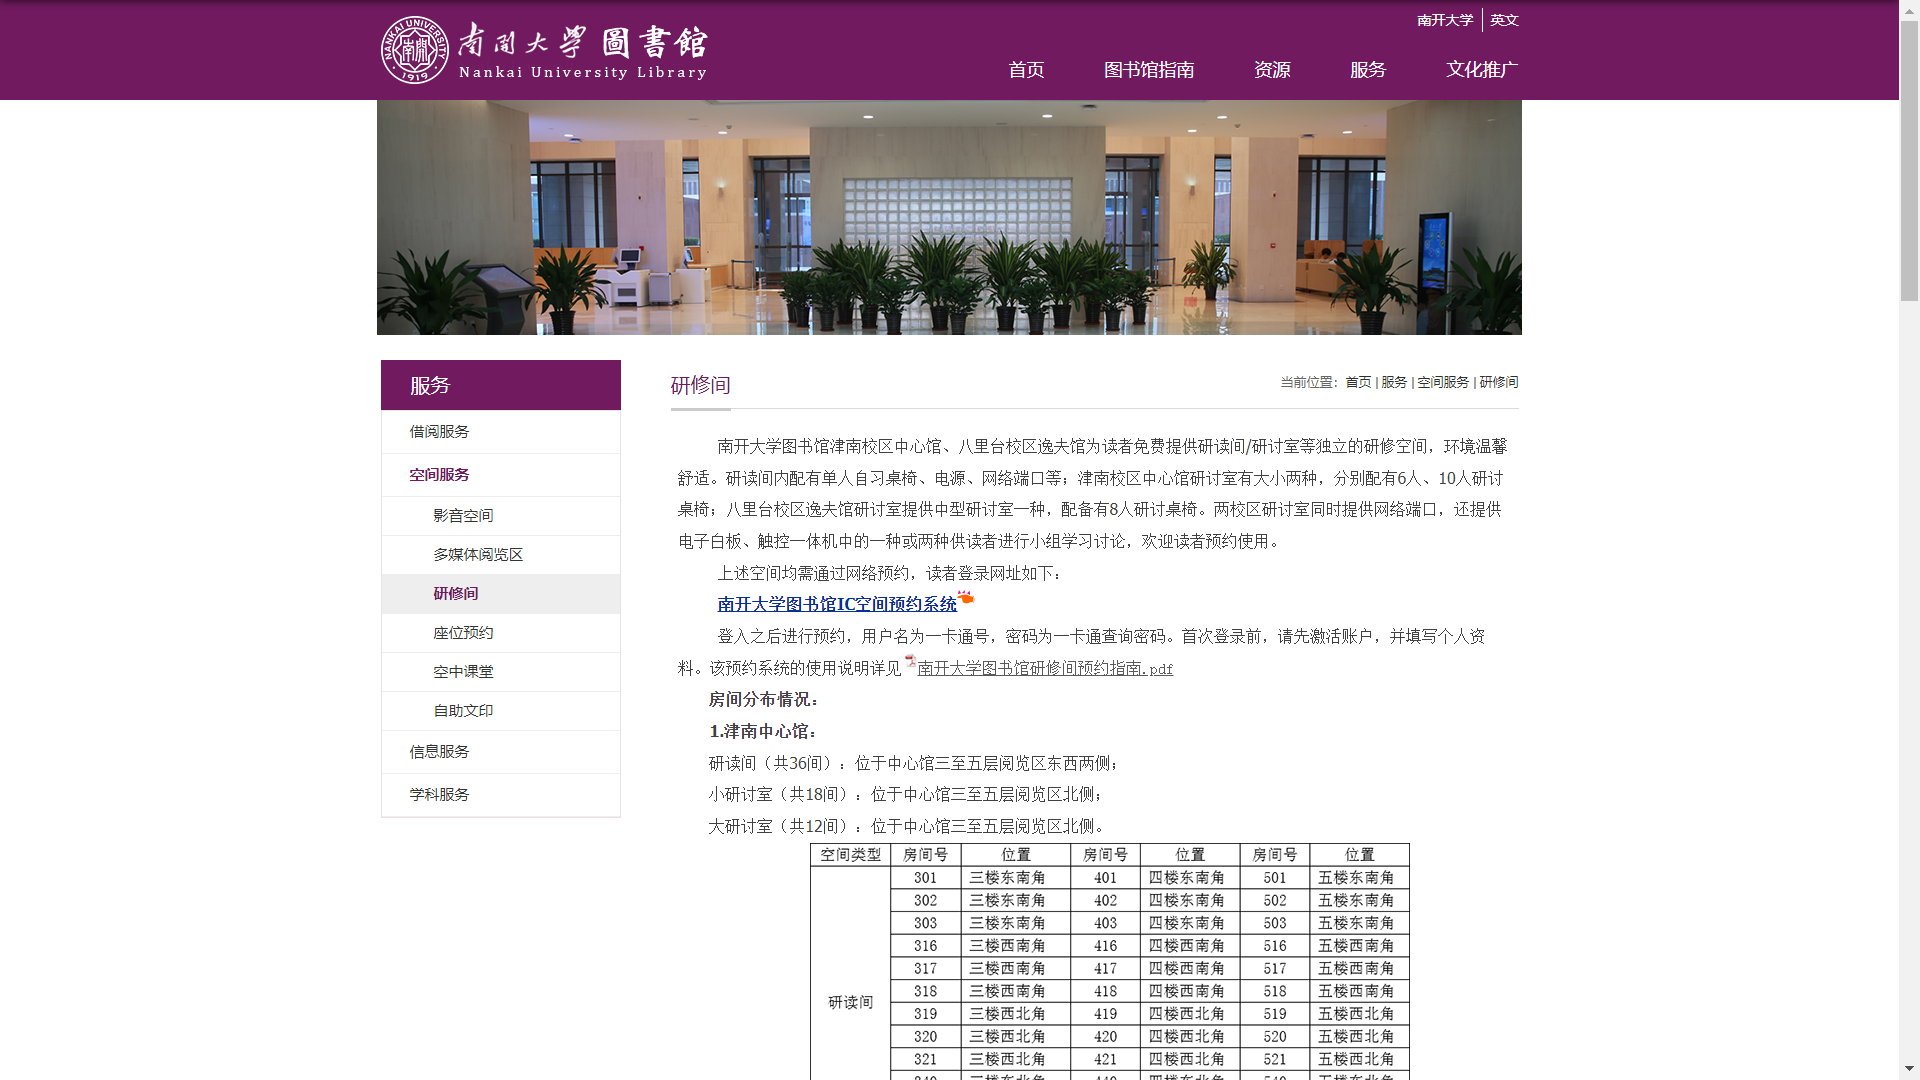 南开大学 英文
南開大學 圖書館
Nankai University Library
NANKAI UNIVERSITY
1919
首页 图书馆指南 资源 服务 文化推广
服务
借阅服务
空间服务
影音空间
多媒体阅览区
研修间
座位预约
空中课堂
自助文印
信息服务
学科服务
研修间
当前位置： 首页 | 服务 | 空间服务 | 研修间
南开大学图书馆津南校区中心馆、八里台校区逸夫馆为读者免费提供研读间/研讨室等独立的研修空间，环境温馨
舒适。研读间内配有单人自习桌椅、电源、网络端口等；津南校区中心馆研讨室有大小两种，分别配有6人、10人研讨
桌椅；八里台校区逸夫馆研讨室提供中型研讨室一种，配备有8人研讨桌椅。两校区研讨室同时提供网络端口，还提供
电子白板、触控一体机中的一种或两种供读者进行小组学习讨论，欢迎读者预约使用。
上述空间均需通过网络预约，读者登录网址如下：
南开大学图书馆IC空间预约系统
登入之后进行预约，用户名为一卡通号，密码为一卡通查询密码。首次登录前，请先激活账户，并填写个人资
料。该预约系统的使用说明详见 南开大学图书馆研修间预约指南.pdf
房间分布情况：
1.津南中心馆：
研读间（共36间）：位于中心馆三至五层阅览区东西两侧；
小研讨室（共18间）：位于中心馆三至五层阅览区北侧；
大研讨室（共12间）：位于中心馆三至五层阅览区北侧。
空间类型 房间号 位置 房间号 位置 房间号 位置
301 三楼东南角 401 四楼东南角 501 五楼东南角
302 三楼东南角 402 四楼东南角 502 五楼东南角
303 三楼东南角 403 四楼东南角 503 五楼东南角
316 三楼西南角 416 四楼西南角 516 五楼西南角
317 三楼西南角 417 四楼西南角 517 五楼西南角
318 三楼西南角 418 四楼西南角 518 五楼西南角
研读间
319 三楼西北角 419 四楼西北角 519 五楼西北角
320 三楼西北角 420 四楼西北角 520 五楼西北角
321 三楼西北角 421 四楼西北角 521 五楼西北角